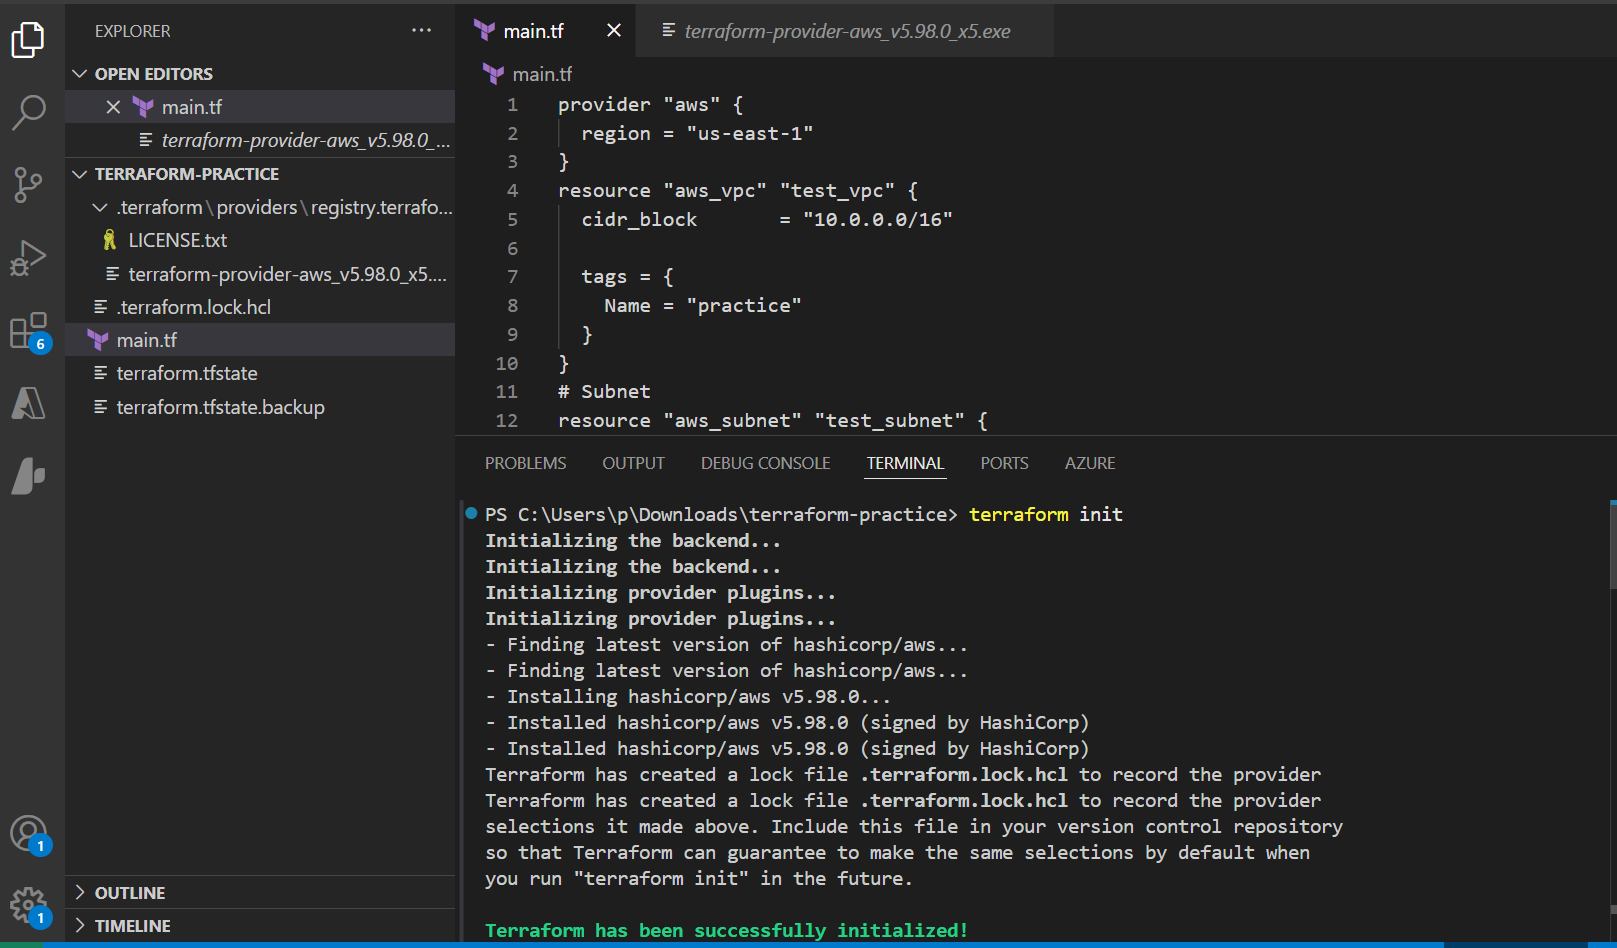 EXPLORER
...
OPEN EDITORS
main.tf
terraform-provider-aws_v5.98.0_...
TERRAFORM-PRACTICE
.terraform\providers\registry.terrafo...
LICENSE.txt
terraform-provider-aws_v5.98.0_x5....
.terraform.lock.hcl
main.tf
terraform.tfstate
terraform.tfstate.backup
OUTLINE
TIMELINE
6
1
1
main.tf
terraform-provider-aws_v5.98.0_x5.exe
main.tf
1 provider "aws" {
2   region = "us-east-1"
3 }
4 resource "aws_vpc" "test_vpc" {
5   cidr_block       = "10.0.0.0/16"
6
7   tags = {
8     Name = "practice"
9   }
10 }
11 # Subnet
12 resource "aws_subnet" "test_subnet" {
PROBLEMS OUTPUT DEBUG CONSOLE TERMINAL PORTS AZURE
PS C:\Users\p\Downloads\terraform-practice> terraform init
Initializing the backend...
Initializing the backend...
Initializing provider plugins...
Initializing provider plugins...
- Finding latest version of hashicorp/aws...
- Finding latest version of hashicorp/aws...
- Installing hashicorp/aws v5.98.0...
- Installed hashicorp/aws v5.98.0 (signed by HashiCorp)
- Installed hashicorp/aws v5.98.0 (signed by HashiCorp)
Terraform has created a lock file .terraform.lock.hcl to record the provider
Terraform has created a lock file .terraform.lock.hcl to record the provider
selections it made above. Include this file in your version control repository
so that Terraform can guarantee to make the same selections by default when
you run "terraform init" in the future.
Terraform has been successfully initialized!